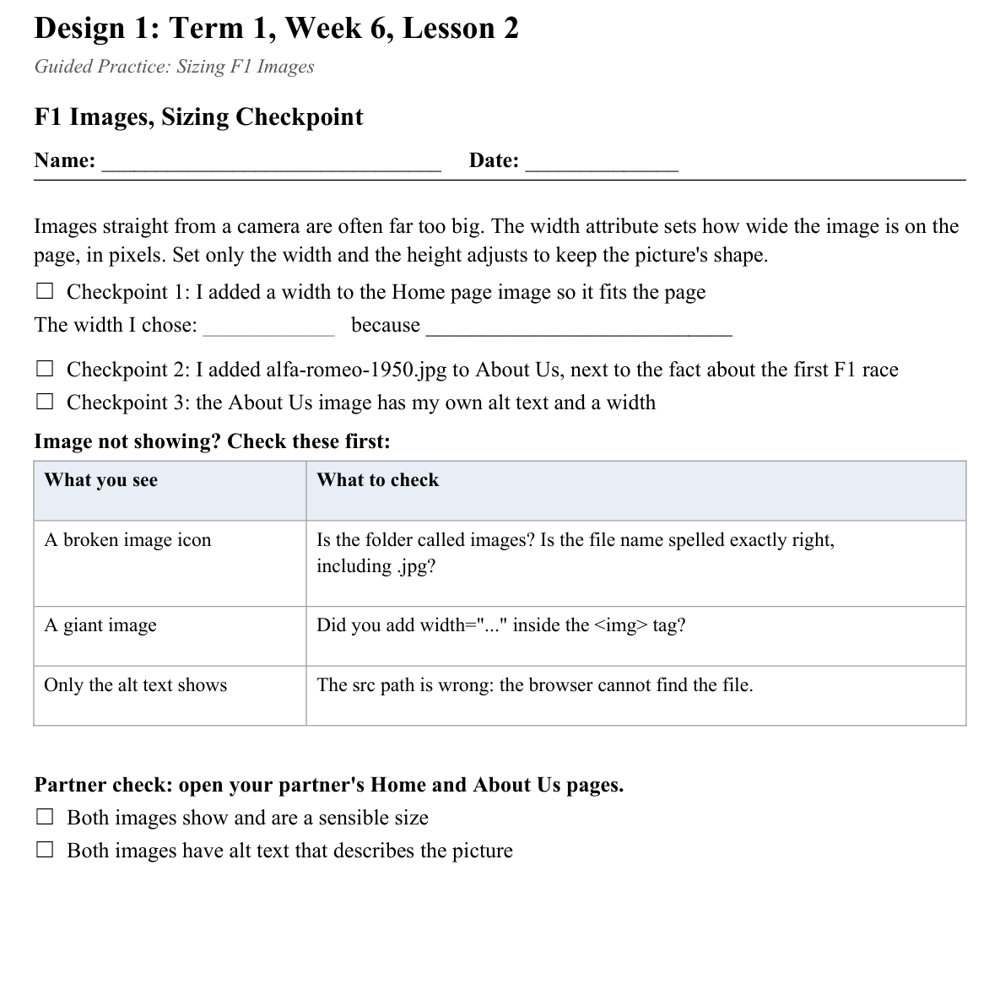 Design 1: Term 1, Week 6, Lesson 2
Guided Practice: Sizing F1 Images
F1 Images, Sizing Checkpoint
Name: _______________________________ Date: ______________
Images straight from a camera are often far too big. The width attribute sets how wide the image is on the
page, in pixels. Set only the width and the height adjusts to keep the picture's shape.
☐ Checkpoint 1: I added a width to the Home page image so it fits the page
The width I chose: ____________ because ____________________________
☐ Checkpoint 2: I added alfa-romeo-1950.jpg to About Us, next to the fact about the first F1 race
☐ Checkpoint 3: the About Us image has my own alt text and a width
Image not showing? Check these first:
What you see
What to check
A broken image icon
Is the folder called images? Is the file name spelled exactly right,
including .jpg?
A giant image
Did you add width="..." inside the <img> tag?
Only the alt text shows
The src path is wrong: the browser cannot find the file.
Partner check: open your partner's Home and About Us pages.
☐ Both images show and are a sensible size
☐ Both images have alt text that describes the picture